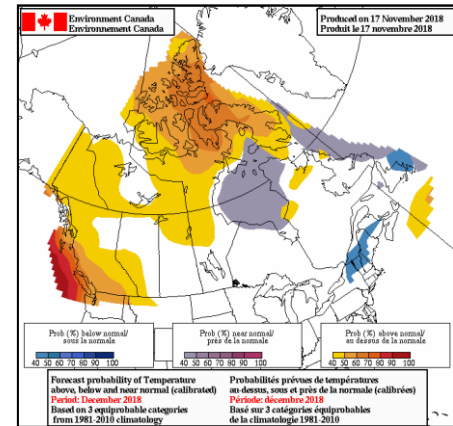 Environment Canada
Environnement Canada
Produced on 17 November 2018
Produit le 17 novembre 2018
Prob (%) below normal/
sous la normale
40 50 60 70 80 90 100
Prob (%) near normal/
près de la normale
40 50 60 70 80 90 100
Prob (%) above normal/
au dessus de la normale
40 50 60 70 80 90 100
Forecast probability of Temperature
above, below and near normal (calibrated)
Period: December 2018
Based on 3 equiprobable categories
from 1981-2010 climatology
Probabilités prévues de températures
au-dessus, sous et près de la normale (calibrées)
Période: décembre 2018
Basé sur 3 catégories équiprobables
de la climatologie 1981-2010